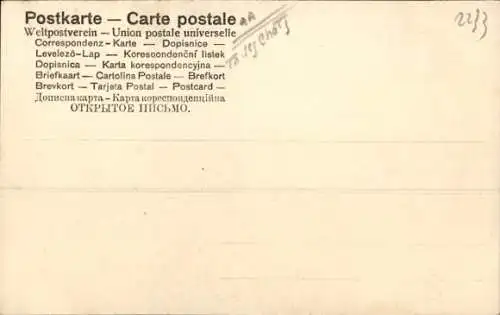 Postkarte — Carte postale
Weltpostverein — Union postale universelle
Correspondenz-Karte — Dopisnice —
Levelező-Lap — Korespondenční lístek
Dopisnica — Karta korespondencyjna —
Briefkaart — Cartolina Postale — Brefkort
Brevkort — Tarjeta Postal — Postcard —
Дописна карта - Карта кореспонденційна
ОТКРЫТОЕ ПИСЬМО.